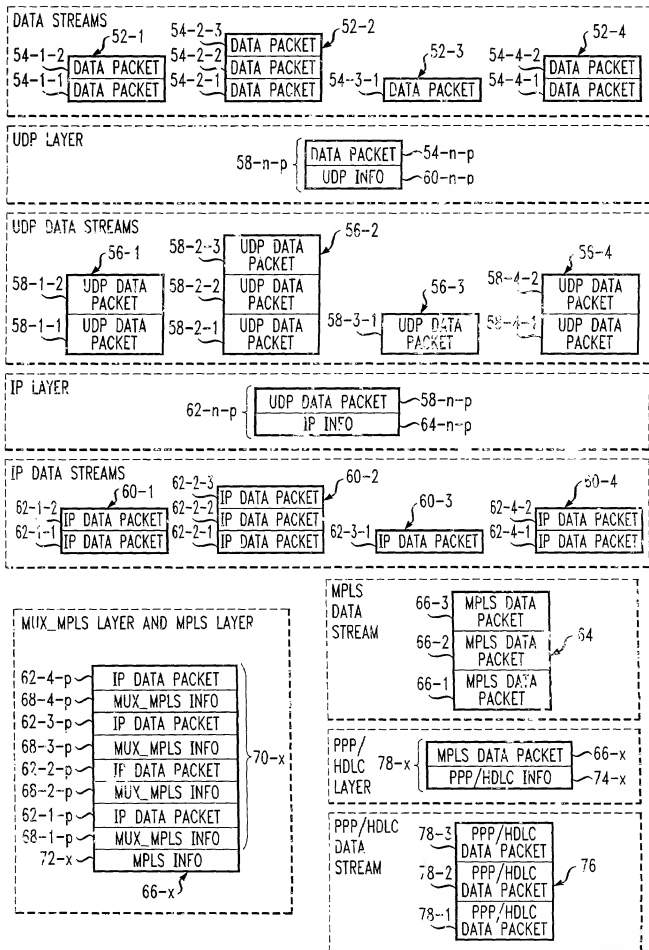 DATA STREAMS
54-1-2 DATA PACKET 52-1
54-1-1 DATA PACKET
54-2-3 DATA PACKET 52-2
54-2-2 DATA PACKET
54-2-1 DATA PACKET
52-3
54-3-1 DATA PACKET
54-4-2 DATA PACKET 52-4
54-4-1 DATA PACKET
UDP LAYER
58-n-p
DATA PACKET 54-n-p
UDP INFO 60-n-p
UDP DATA STREAMS
56-1
58-1-2 UDP DATA
PACKET
58-1-1 UDP DATA
PACKET
56-2
58-2-3 UDP DATA
PACKET
58-2-2 UDP DATA
PACKET
58-2-1 UDP DATA
PACKET
56-3
58-3-1 UDP DATA
PACKET
56-4
58-4-2 UDP DATA
PACKET
58-4-1 UDP DATA
PACKET
IP LAYER
62-n-p
UDP DATA PACKET 58-n-p
IP INFO 64-n-p
IP DATA STREAMS
60-1
62-1-2 IP DATA PACKET
62-1-1 IP DATA PACKET
60-2
62-2-3 IP DATA PACKET
62-2-2 IP DATA PACKET
62-2-1 IP DATA PACKET
60-3
62-3-1 IP DATA PACKET
60-4
62-4-2 IP DATA PACKET
62-4-1 IP DATA PACKET
MUX_MPLS LAYER AND MPLS LAYER
62-4-p IP DATA PACKET
68-4-p MUX_MPLS INFO
62-3-p IP DATA PACKET
68-3-p MUX_MPLS INFO
62-2-p IP DATA PACKET
68-2-p MUX_MPLS INFO
62-1-p IP DATA PACKET
68-1-p MUX_MPLS INFO
72-x MPLS INFO
70-x
66-x
MPLS
DATA
STREAM
66-3 MPLS DATA
PACKET
66-2 MPLS DATA
PACKET
66-1 MPLS DATA
PACKET
64
PPP/
HDLC
LAYER
78-x
MPLS DATA PACKET 66-x
PPP/HDLC INFO 74-x
PPP/HDLC
DATA
STREAM
78-3 PPP/HDLC
DATA PACKET
78-2 PPP/HDLC
DATA PACKET
78-1 PPP/HDLC
DATA PACKET
76